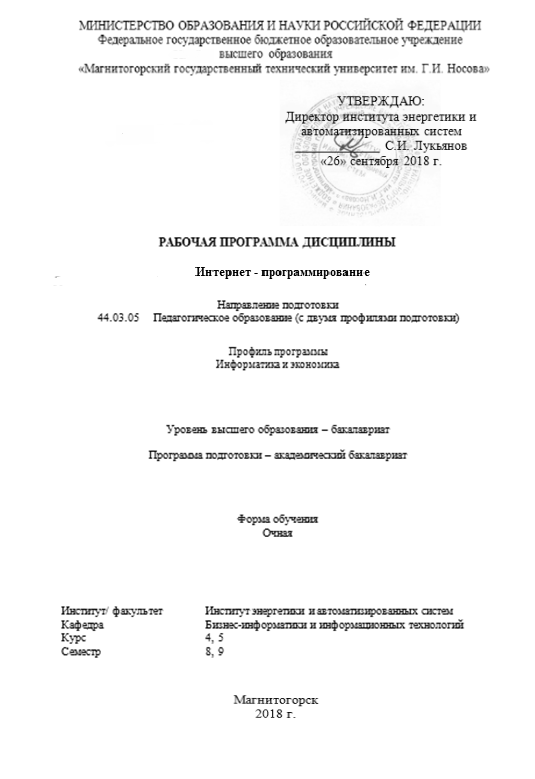 МИНИСТЕРСТВО ОБРАЗОВАНИЯ И НАУКИ РОССИЙСКОЙ ФЕДЕРАЦИИ
Федеральное государственное бюджетное образовательное учреждение
высшего образования
«Магнитогорский государственный технический университет им. Г.И. Носова»
УТВЕРЖДАЮ:
Директор института энергетики и
автоматизированных систем
____________ С.И. Лукьянов
«26» сентября 2018 г.
РАБОЧАЯ ПРОГРАММА ДИСЦИПЛИНЫ
Интернет - программирование
Направление подготовки
44.03.05 Педагогическое образование (с двумя профилями подготовки)
Профиль программы
Информатика и экономика
Уровень высшего образования – бакалавриат
Программа подготовки – академический бакалавриат
Форма обучения
Очная
Институт/ факультет Институт энергетики и автоматизированных систем
Кафедра Бизнес-информатики и информационных технологий
Курс 4, 5
Семестр 8, 9
Магнитогорск
2018 г.